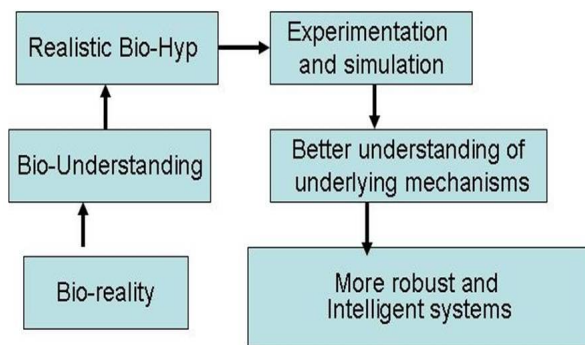 Realistic Bio-Hyp
Experimentation
and simulation
Bio-Understanding
Better understanding of
underlying mechanisms
Bio-reality
More robust and
Intelligent systems